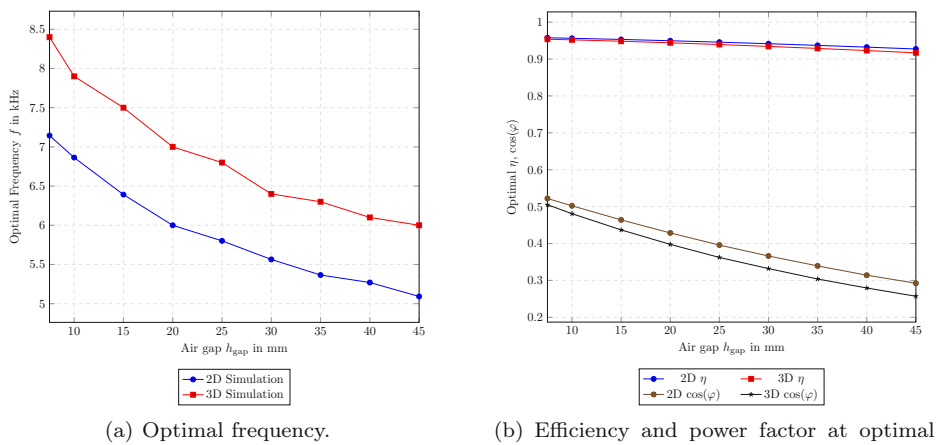 8.5
8
7.5
7
6.5
6
5.5
5
Optimal Frequency f in kHz
10 15 20 25 30 35 40 45
Air gap h_gap in mm
2D Simulation
3D Simulation
(a) Optimal frequency.
1
0.9
0.8
0.7
0.6
0.5
0.4
0.3
0.2
Optimal η, cos(φ)
10 15 20 25 30 35 40 45
Air gap h_gap in mm
2D η 3D η
2D cos(φ) 3D cos(φ)
(b) Efficiency and power factor at optimal